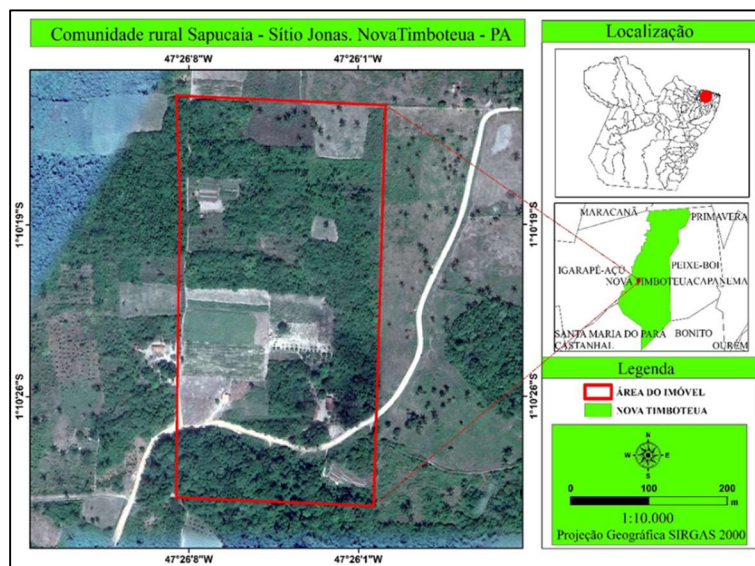 Comunidade rural Sapucaia - Sítio Jonas. NovaTimboteua - PA
47°26'8"W
47°26'1"W
1°10'19"S
1°10'19"S
1°10'26"S
1°10'26"S
47°26'8"W
47°26'1"W
Localização
MARACANÃ
PRIMAVERA
IGARAPÉ-AÇU
PEIXE-BOI
NOVA TIMBOTEUA
CAPANEMA
SANTA MARIA DO PARÁ
BONITO
CASTANHAL
OURÉM
Legenda
ÁREA DO IMÓVEL
NOVA TIMBOTEUA
N
W
E
S
0
100
200
m
1:10.000
Projeção Geográfica SIRGAS 2000